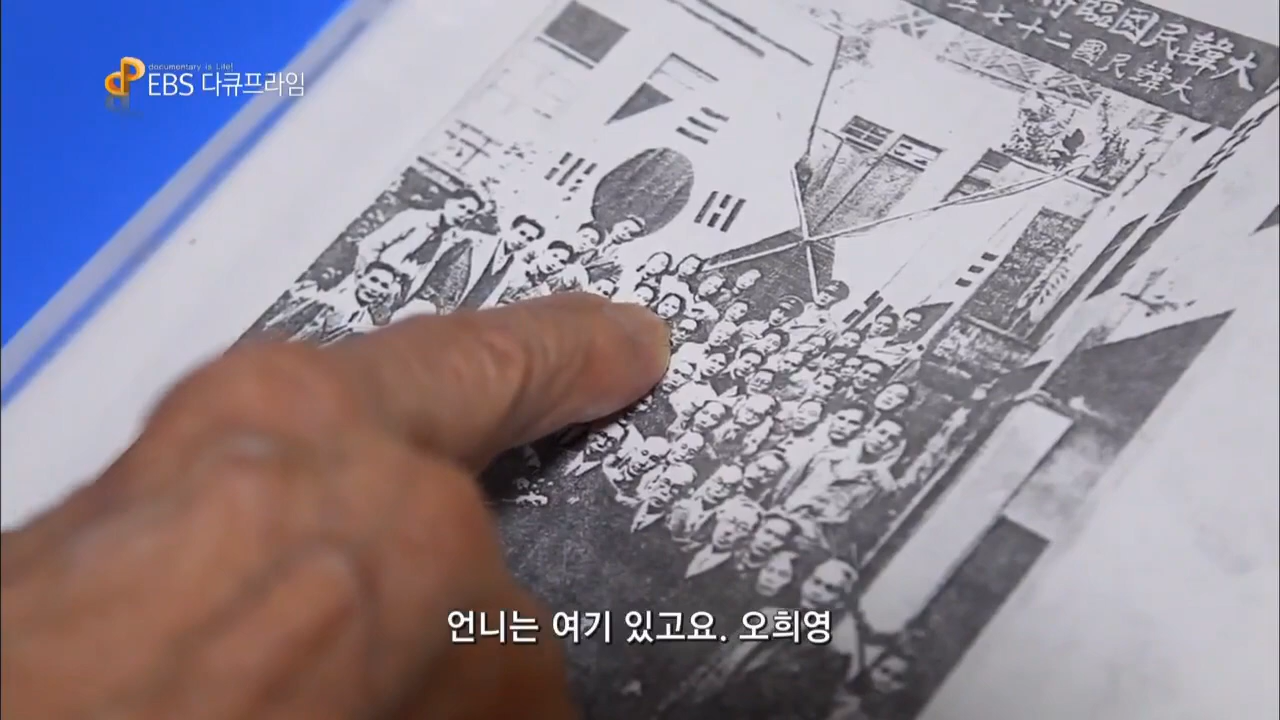 documentary is Life!
EBS 다큐프라임
大韓民國臨時
大韓民國二十七年
언니는 여기 있고요. 오희영